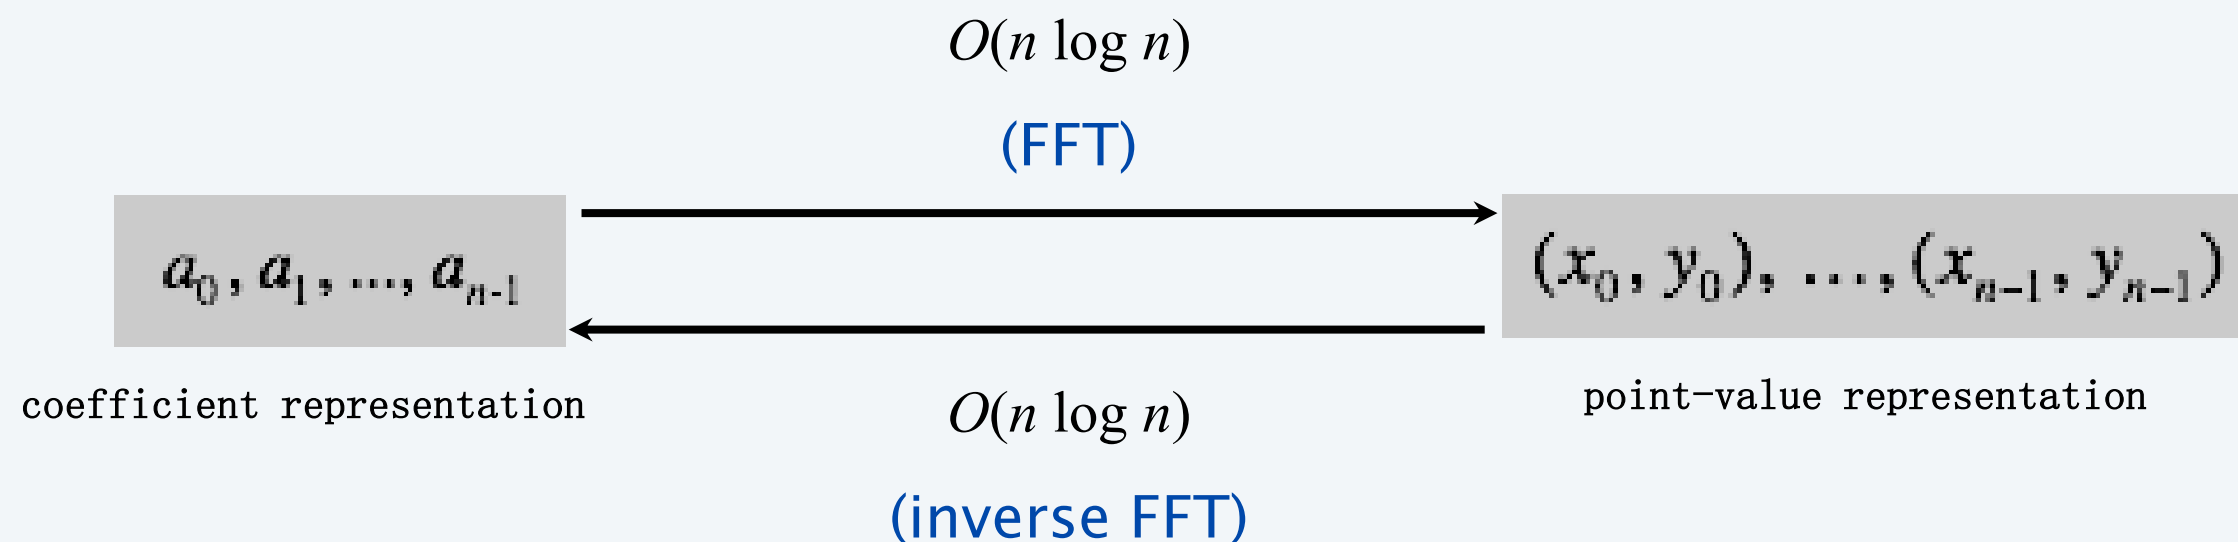 O(n log n)
(FFT)
a₀, a₁, ..., aₙ₋₁
(x₀, y₀), ..., (xₙ₋₁, yₙ₋₁)
coefficient representation
point-value representation
O(n log n)
(inverse FFT)